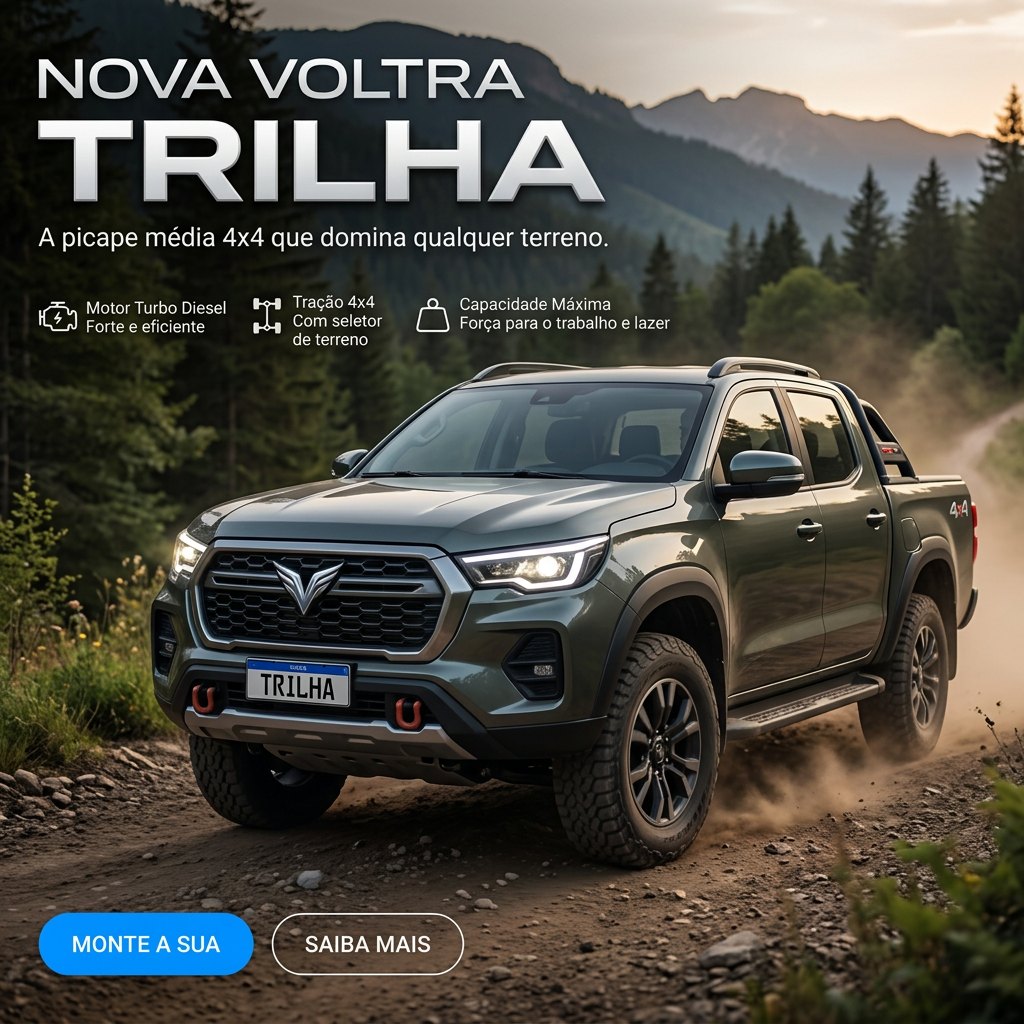 NOVA VOLTRA
TRILHA
A picape média 4x4 que domina qualquer terreno.
Motor Turbo Diesel
Forte e eficiente
Tração 4x4
Com seletor
de terreno
Capacidade Máxima
Força para o trabalho e lazer
4x4
TRILHA
MONTE A SUA
SAIBA MAIS